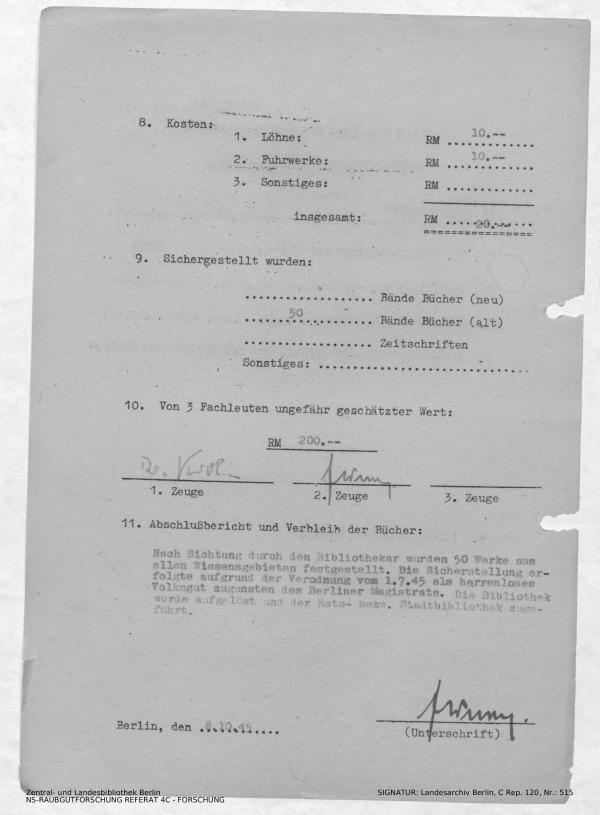 8. Kosten:
1. Löhne: RM 10.--
2. Fuhrwerke: RM 10.--
3. Sonstiges: RM .............
insgesamt: RM 20.--
9. Sichergestellt wurden:
................... Bände Bücher (neu)
50 Bände Bücher (alt)
................... Zeitschriften
Sonstiges: ...............................
10. Von 3 Fachleuten ungefähr geschätzter Wert:
RM 200.--
1. Zeuge 2. Zeuge 3. Zeuge
11. Abschlußbericht und Verbleib der Bücher:
Nach Sichtung durch den Bibliothekar wurden 50 Werke aus
allen Wissensgebieten festgestellt. Die Sicherstellung er-
folgte aufgrund der Verodnung vom 1.7.45 als herrenloses
Volksgut zugunsten des Berliner Magistrats. Die Bibliothek
wurde aufgelöst und der Rats- bezw. Stadtbibliothek zuge-
führt.
Berlin, den 8.10.45
(Unterschrift)
Zentral- und Landesbibliothek Berlin
NS-RAUBGUTFORSCHUNG REFERAT 4C - FORSCHUNG
SIGNATUR: Landesarchiv Berlin, C Rep. 120, Nr.: 515